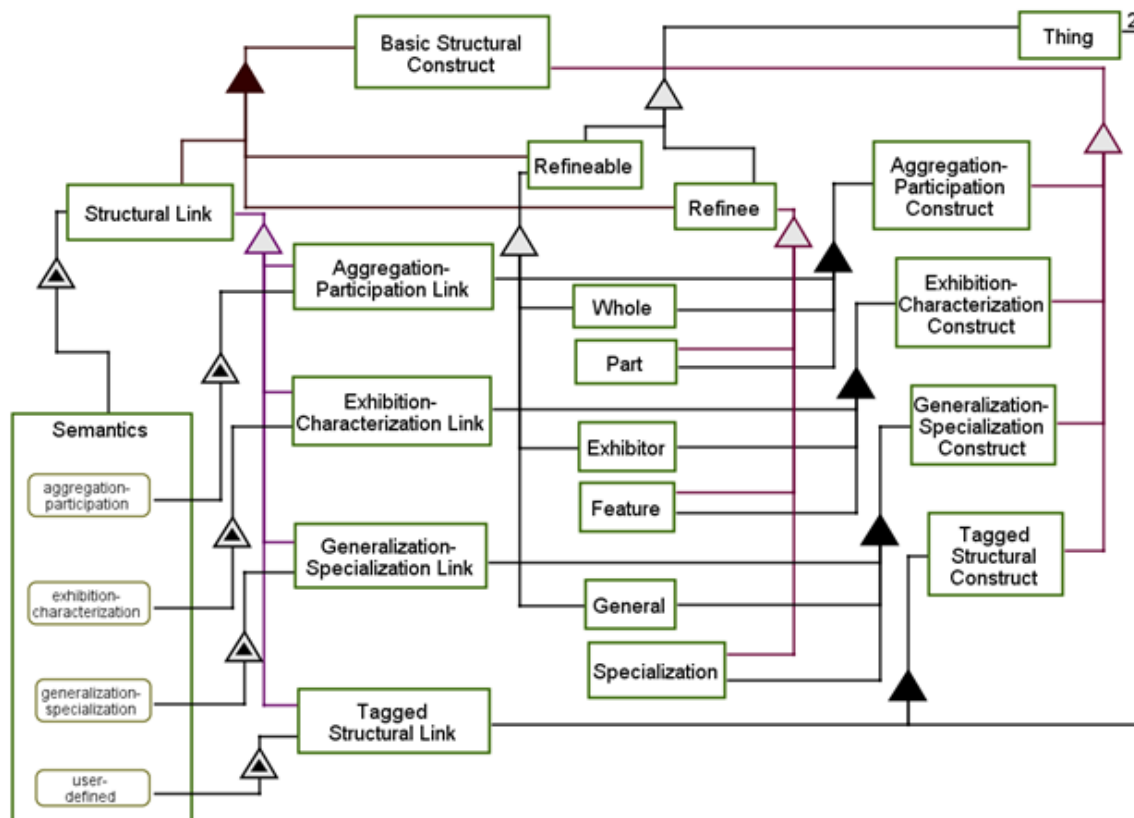 Basic Structural
Construct
Thing
2
Refineable
Aggregation-
Participation
Construct
Structural Link
Refinee
Aggregation-
Participation Link
Exhibition-
Characterization
Construct
Whole
Part
Exhibition-
Characterization Link
Generalization-
Specialization
Construct
Semantics
Exhibitor
aggregation-
participation
Feature
Tagged
Structural
Construct
Generalization-
Specialization Link
exhibition-
characterization
General
Specialization
generalization-
specialization
Tagged
Structural Link
user-
defined